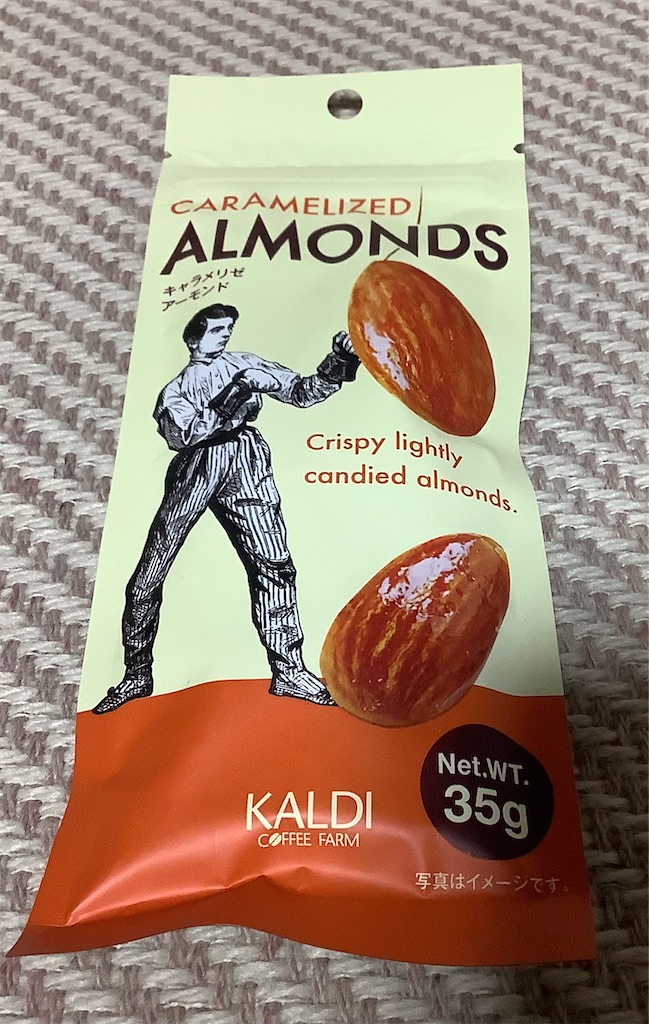 CARAMELIZED
ALMONDS
キャラメリゼ
アーモンド
Crispy lightly
candied almonds.
Net.WT.
35g
KALDI
COFFEE FARM
写真はイメージです。